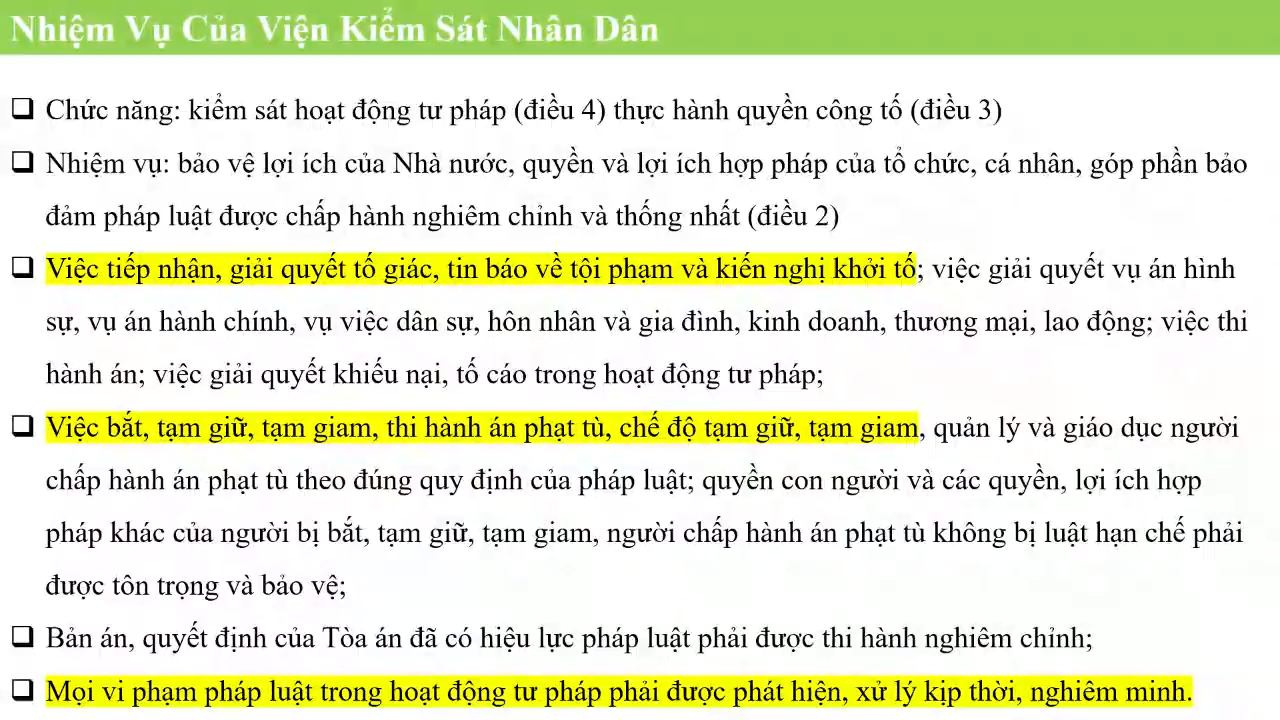 Nhiệm Vụ Của Viện Kiểm Sát Nhân Dân
Chức năng: kiểm sát hoạt động tư pháp (điều 4) thực hành quyền công tố (điều 3)
Nhiệm vụ: bảo vệ lợi ích của Nhà nước, quyền và lợi ích hợp pháp của tổ chức, cá nhân, góp phần bảo
đảm pháp luật được chấp hành nghiêm chỉnh và thống nhất (điều 2)
Việc tiếp nhận, giải quyết tố giác, tin báo về tội phạm và kiến nghị khởi tố; việc giải quyết vụ án hình
sự, vụ án hành chính, vụ việc dân sự, hôn nhân và gia đình, kinh doanh, thương mại, lao động; việc thi
hành án; việc giải quyết khiếu nại, tố cáo trong hoạt động tư pháp;
Việc bắt, tạm giữ, tạm giam, thi hành án phạt tù, chế độ tạm giữ, tạm giam, quản lý và giáo dục người
chấp hành án phạt tù theo đúng quy định của pháp luật; quyền con người và các quyền, lợi ích hợp
pháp khác của người bị bắt, tạm giữ, tạm giam, người chấp hành án phạt tù không bị luật hạn chế phải
được tôn trọng và bảo vệ;
Bản án, quyết định của Tòa án đã có hiệu lực pháp luật phải được thi hành nghiêm chỉnh;
Mọi vi phạm pháp luật trong hoạt động tư pháp phải được phát hiện, xử lý kịp thời, nghiêm minh.